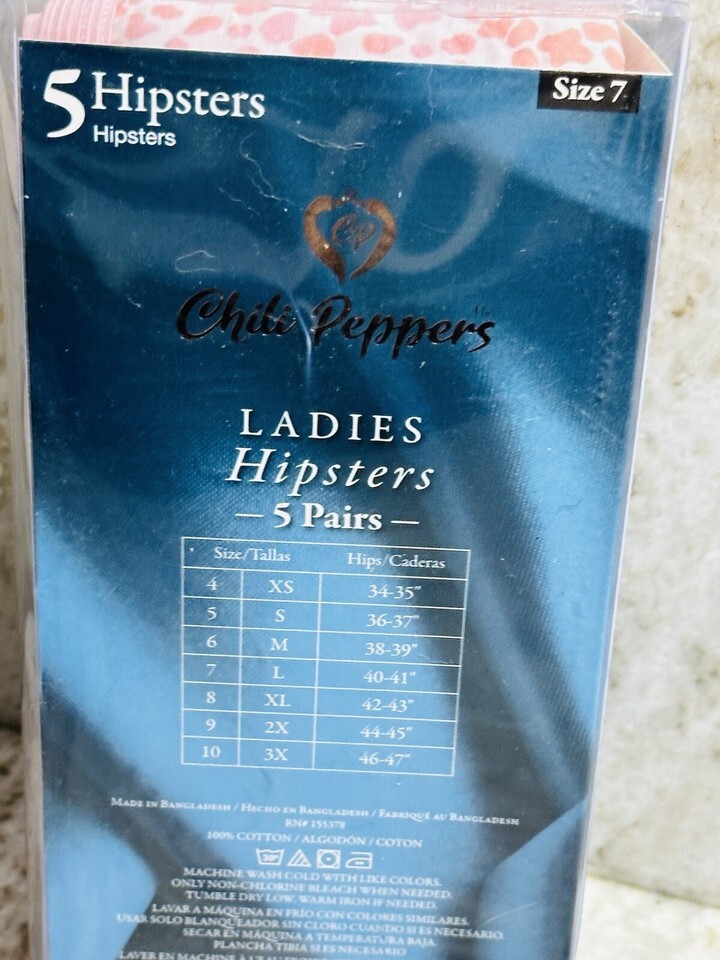 5 Hipsters
Hipsters
Size 7
Chili Peppers
LADIES
Hipsters
— 5 Pairs —
Size/Tallas Hips/Caderas
4 XS 34-35"
5 S 36-37"
6 M 38-39"
7 L 40-41"
8 XL 42-43"
9 2X 44-45"
10 3X 46-47"
MADE IN BANGLADESH / HECHO EN BANGLADESH / FABRIQUÉ AU BANGLADESH
RN# 155378
100% COTTON / ALGODÓN / COTON
30°
MACHINE WASH COLD WITH LIKE COLORS.
ONLY NON-CHLORINE BLEACH WHEN NEEDED.
TUMBLE DRY LOW. WARM IRON IF NEEDED.
LAVAR A MÁQUINA EN FRÍO CON COLORES SIMILARES.
USAR SOLO BLANQUEADOR SIN CLORO CUANDO SI ES NECESARIO.
SECAR EN MÁQUINA A TEMPERATURA BAJA.
PLANCHA TIBIA SI ES NECESARIO
LAVER EN MACHINE À L'EAU